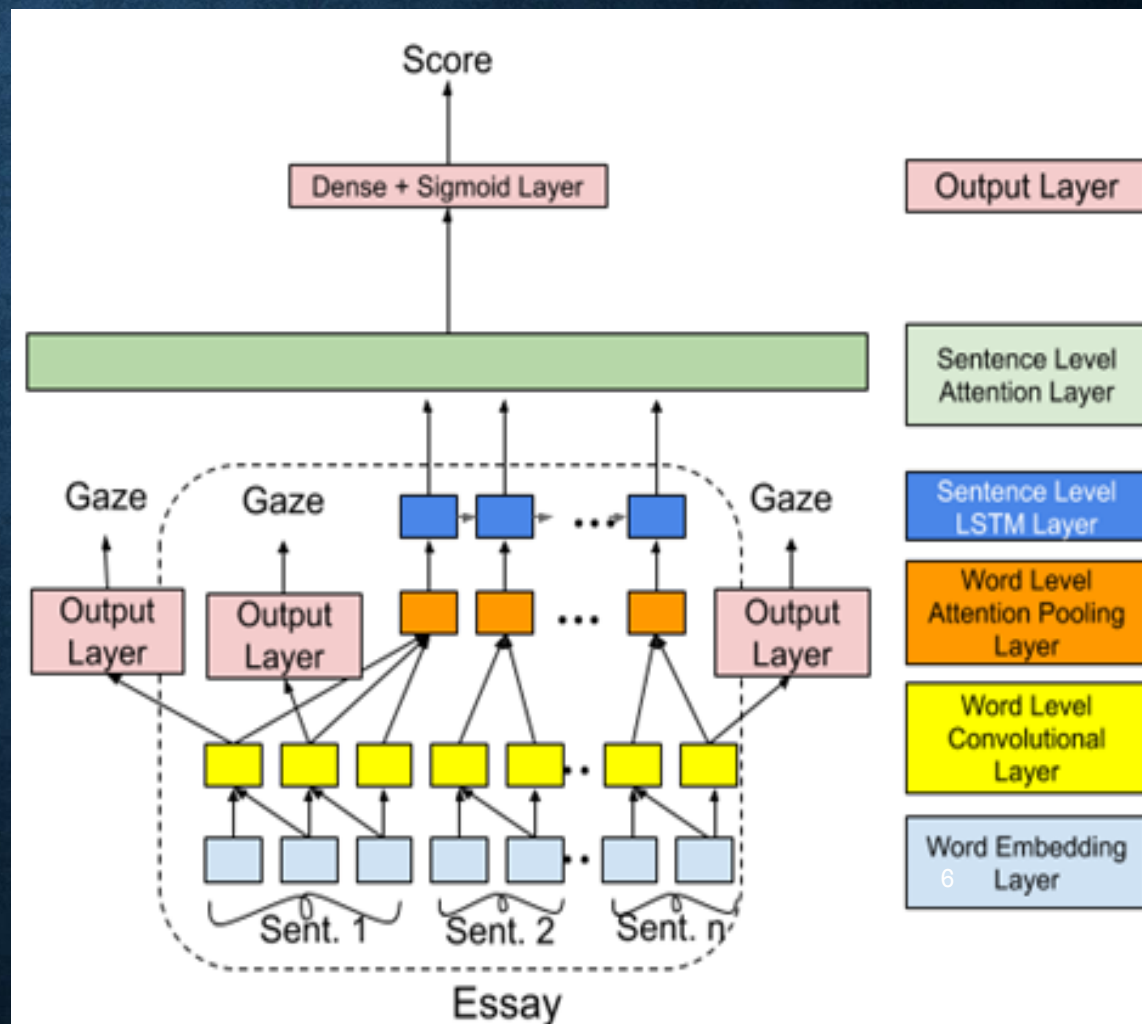 Score
Dense + Sigmoid Layer
Output Layer
Sentence Level
Attention Layer
Gaze
Gaze
Gaze
Sentence Level
LSTM Layer
...
Output
Layer
Output
Layer
...
Output
Layer
Word Level
Attention Pooling
Layer
Word Level
Convolutional
Layer
..
Word Embedding
Layer
6
..
Sent. 1
Sent. 2
Sent. n
Essay